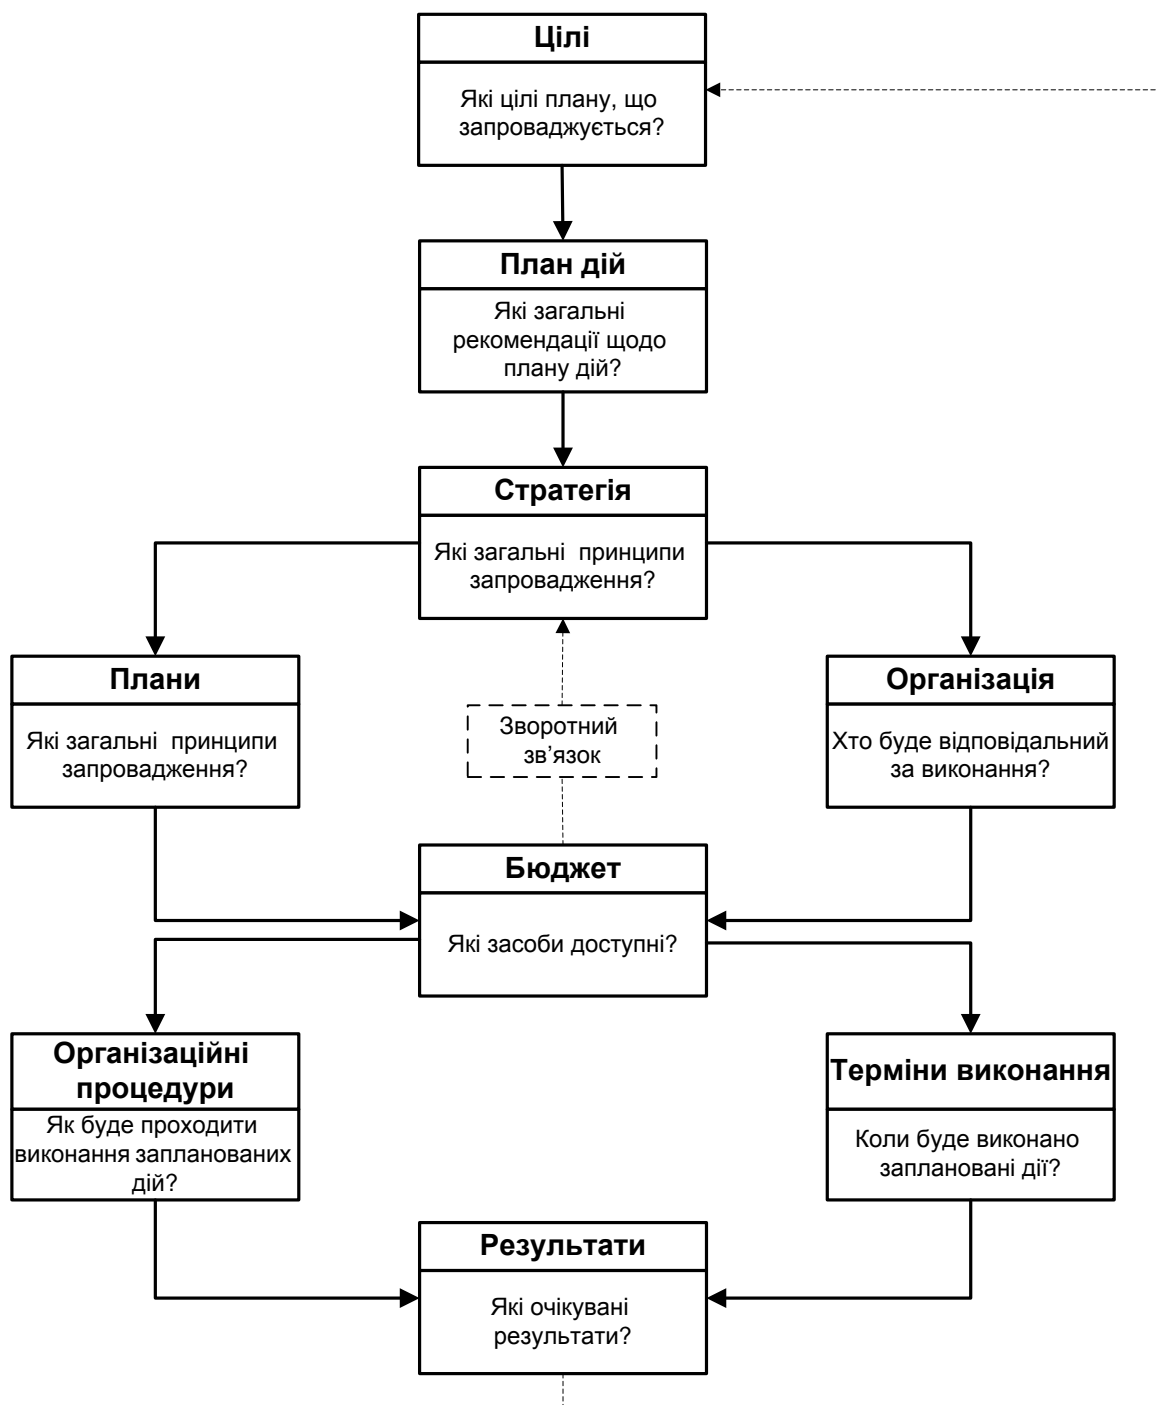 Цілі
Які цілі плану, що
запроваджується?
План дій
Які загальні
рекомендації щодо
плану дій?
Стратегія
Які загальні принципи
запровадження?
Плани
Які загальні принципи
запровадження?
Зворотний
зв’язок
Організація
Хто буде відповідальний
за виконання?
Бюджет
Які засоби доступні?
Організаційні
процедури
Як буде проходити
виконання запланованих
дій?
Терміни виконання
Коли буде виконано
заплановані дії?
Результати
Які очікувані
результати?